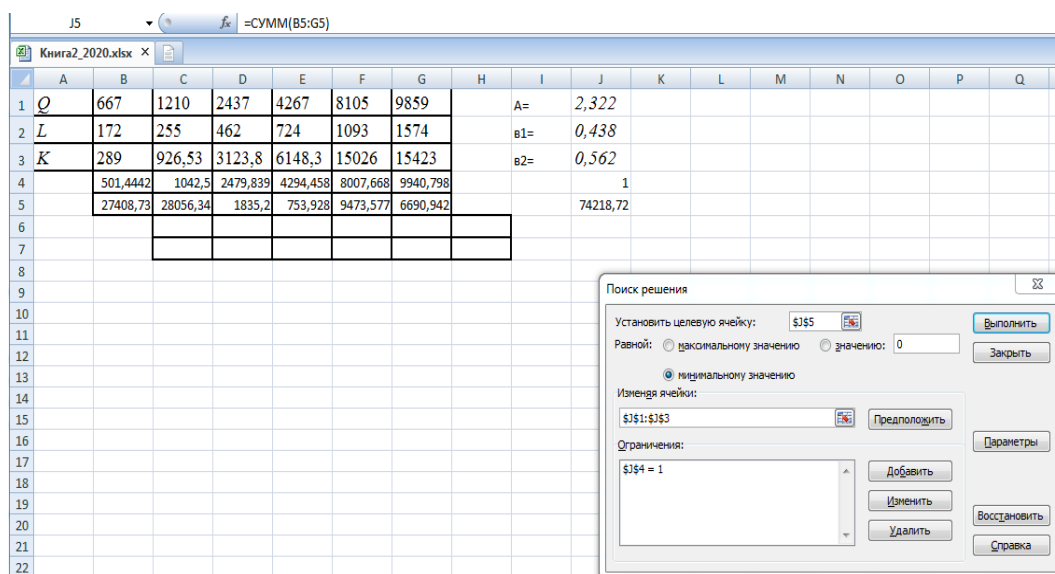 J5 fx =СУММ(B5:G5)
Книга2_2020.xlsx
A B C D E F G H I J K L M N O P Q
1 Q 667 1210 2437 4267 8105 9859 A= 2,322
2 L 172 255 462 724 1093 1574 в1= 0,438
3 K 289 926,53 3123,8 6148,3 15026 15423 в2= 0,562
4 501,4442 1042,5 2479,839 4294,458 8007,668 9940,798 1
5 27408,73 28056,34 1835,2 753,928 9473,577 6690,942 74218,72
6
7
8
9
10
11
12
13
14
15
16
17
18
19
20
21
22
Поиск решения
Установить целевую ячейку: $J$5 Выполнить
Равной: максимальному значению значению: 0 Закрыть
минимальному значению
Изменяя ячейки:
$J$1:$J$3 Предположить
Параметры
Ограничения:
$J$4 = 1 Добавить
Изменить
Восстановить
Удалить
Справка